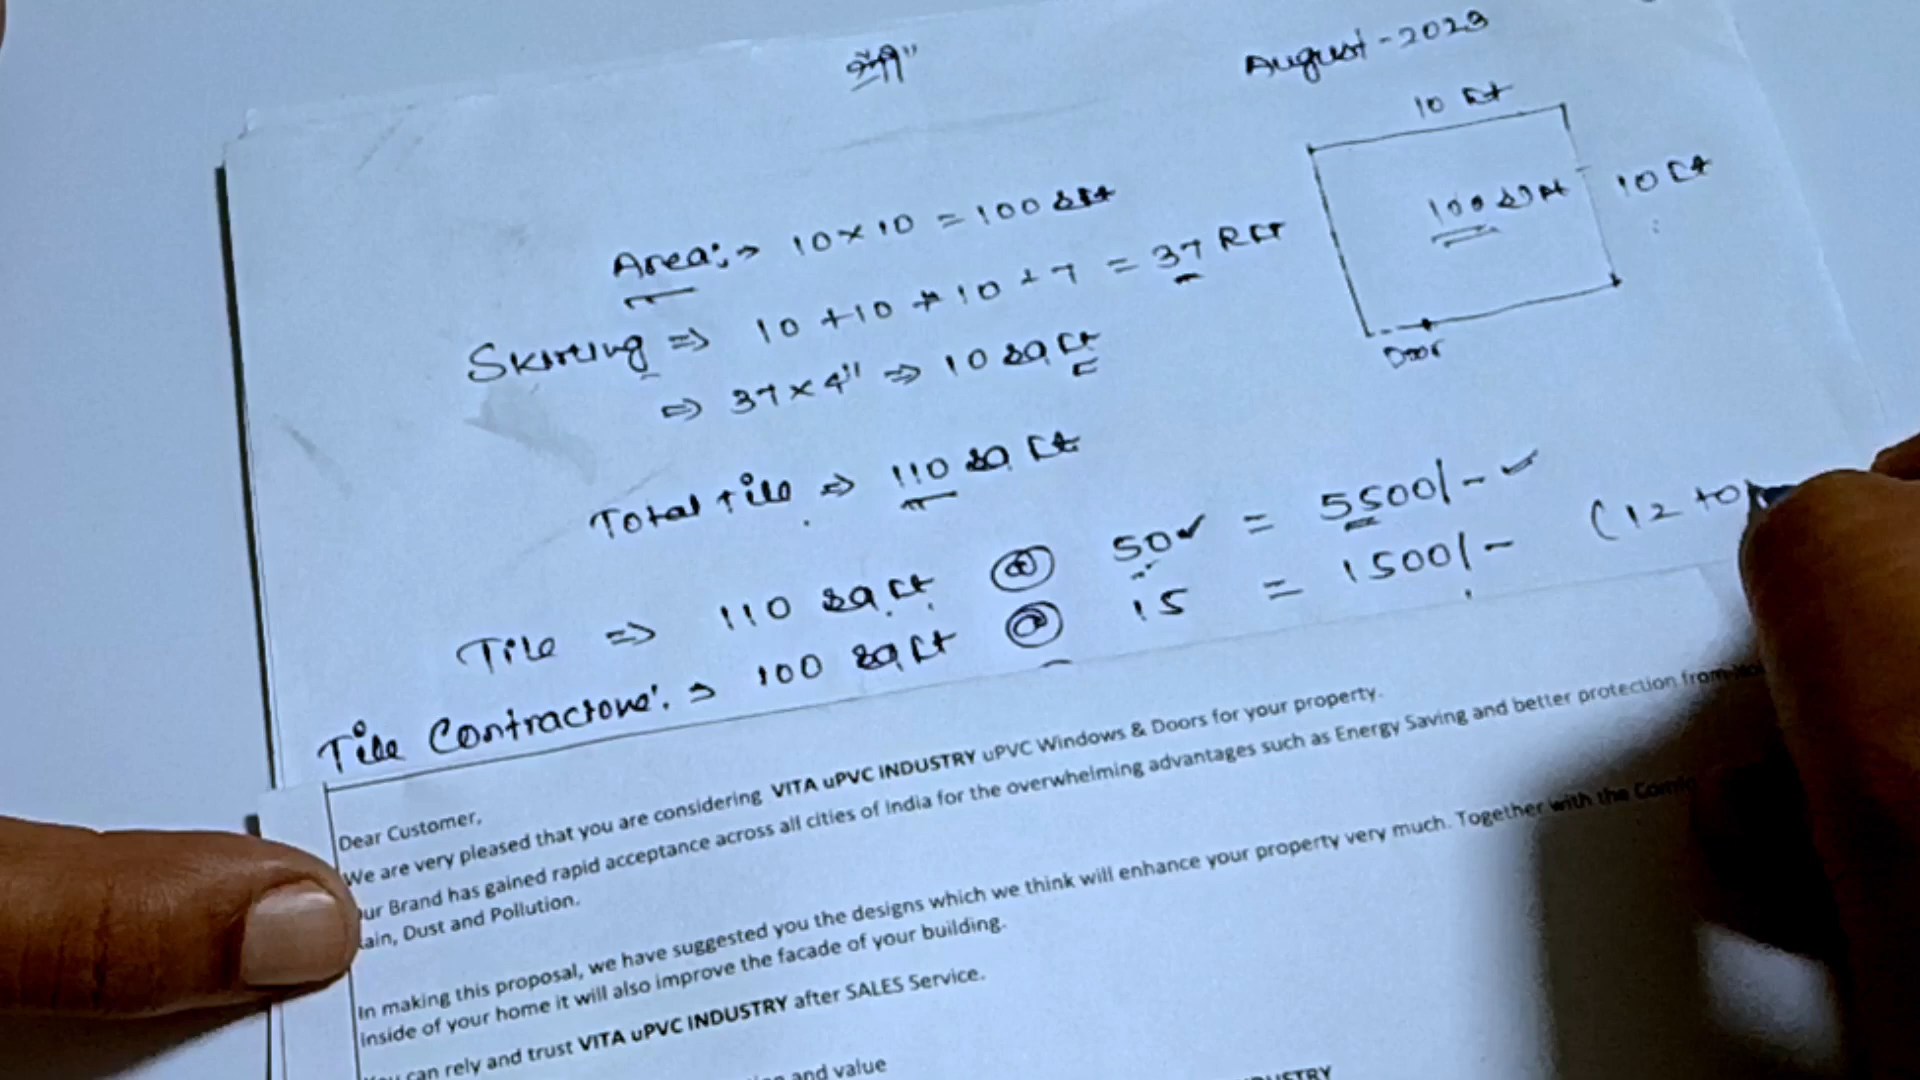 श्री"
August - 2023
10 ft
Area :→ 10×10 = 100 sft
100 sqft
10 ft
Skirting ⇒ 10 + 10 + 10 + 7 = 37 Rft
⇒ 37 × 4" ⇒ 10 sq ft
Door
Total tile ⇒ 110 sq ft
Tile ⇒ 110 sq ft @ 50 ✓ = 5500/- ✓
Tile Contractor : → 100 sq ft @ 15 = 1500/- (12 to
Dear Customer,
We are very pleased that you are considering VITA uPVC INDUSTRY uPVC Windows & Doors for your property.
ur Brand has gained rapid acceptance across all cities of India for the overwhelming advantages such as Energy Saving and better protection from
ain, Dust and Pollution.
In making this proposal, we have suggested you the designs which we think will enhance your property very much. Together with the
inside of your home it will also improve the facade of your building.
can rely and trust VITA uPVC INDUSTRY after SALES Service.
and value
USTRY